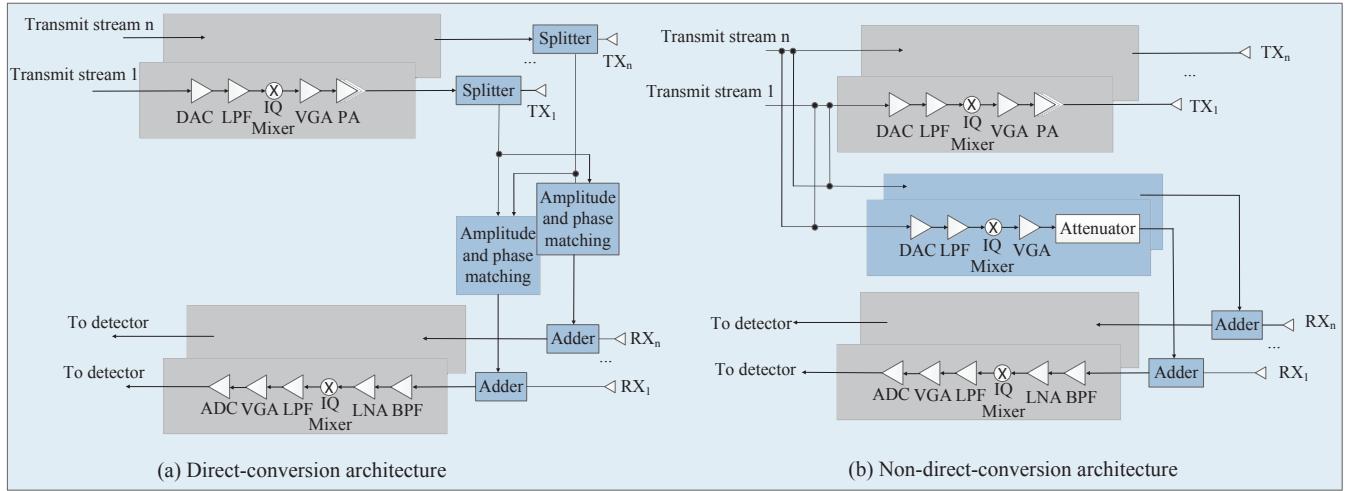 Transmit stream n
Splitter
TXn
...
Transmit stream 1
Splitter
TX1
DAC LPF IQ Mixer VGA PA
Amplitude and phase matching
Amplitude and phase matching
To detector
Adder
RXn
...
To detector
Adder
RX1
ADC VGA LPF IQ Mixer LNA BPF
(a) Direct-conversion architecture
Transmit stream n
TXn
...
Transmit stream 1
TX1
DAC LPF IQ Mixer VGA PA
Attenuator
DAC LPF IQ Mixer VGA
To detector
Adder
RXn
...
To detector
Adder
RX1
ADC VGA LPF IQ Mixer LNA BPF
(b) Non-direct-conversion architecture